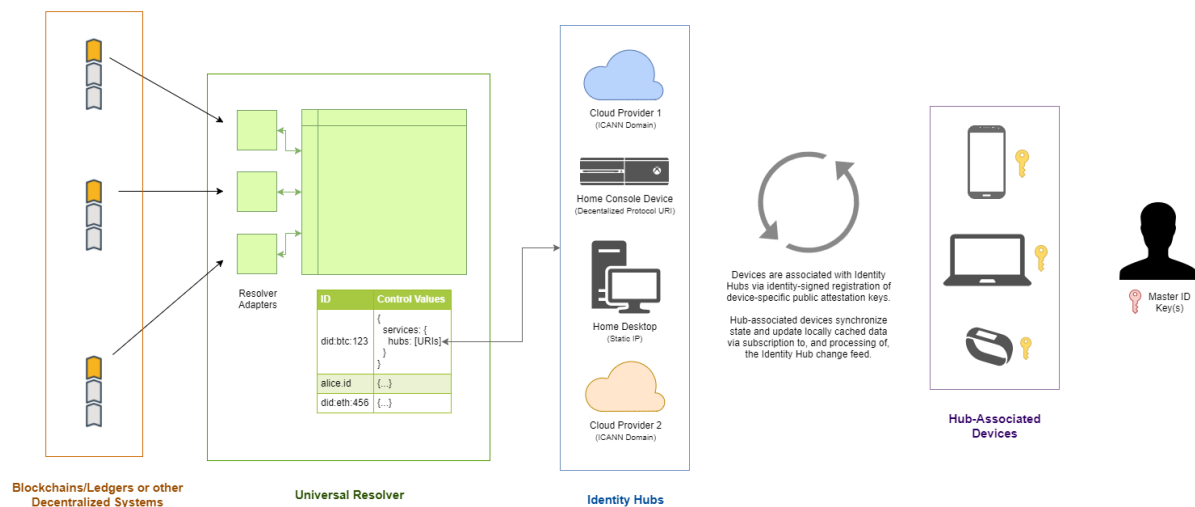 Cloud Provider 1
(ICANN Domain)
Home Console Device
(Decentalized Protocol URI)
Home Desktop
(Static IP)
Cloud Provider 2
(ICANN Domain)
Resolver
Adapters
ID Control Values
did:btc:123
{
services: {
hubs: [URIs]
}
}
alice.id {...}
did:eth:456 {...}
Devices are associated with Identity
Hubs via identity-signed registration of
device-specific public attestation keys.
Hub-associated devices synchronize
state and update locally cached data
via subscription to, and processing of,
the Identity Hub change feed.
Master ID
Key(s)
Hub-Associated
Devices
Blockchains/Ledgers or other
Decentralized Systems
Universal Resolver
Identity Hubs